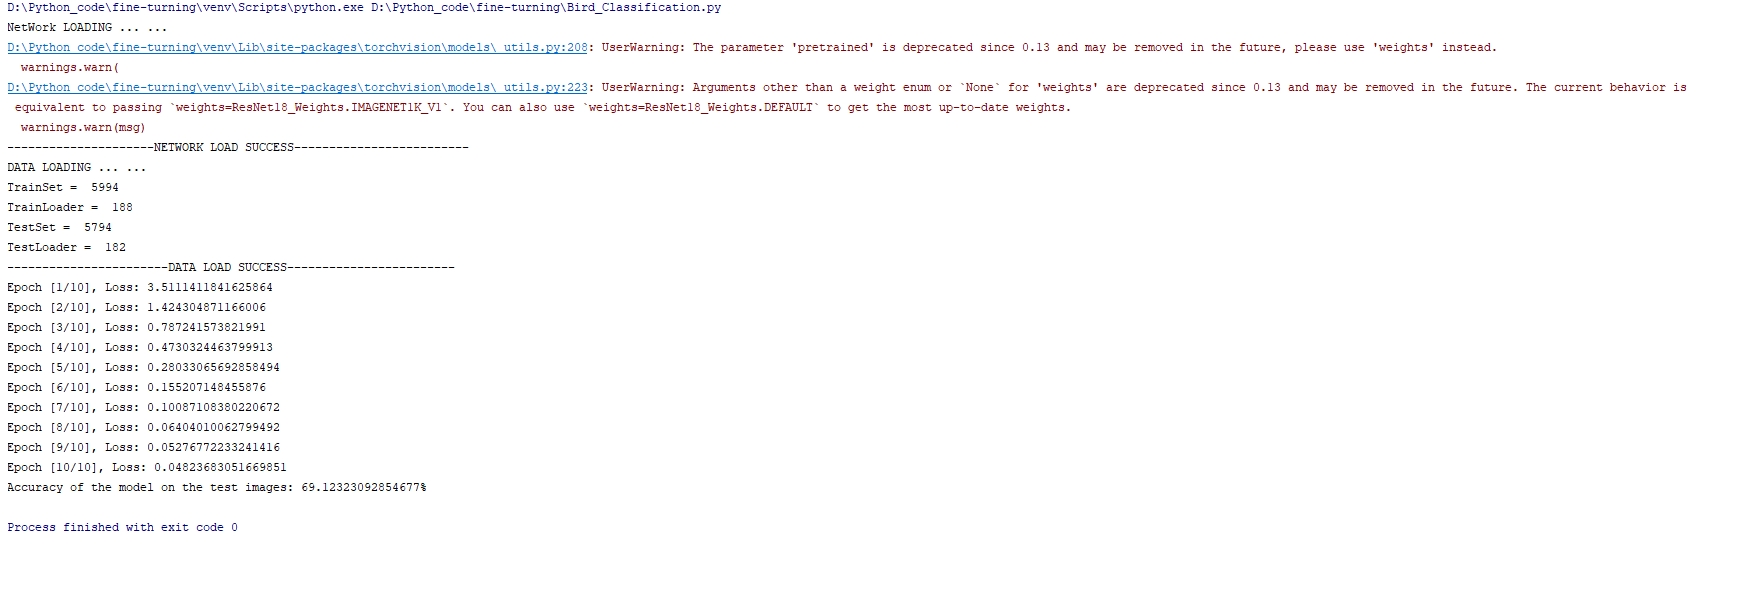 D:\Python_code\fine-turning\venv\Scripts\python.exe D:\Python_code\fine-turning\Bird_Classification.py
NetWork LOADING ... ...
D:\Python_code\fine-turning\venv\Lib\site-packages\torchvision\models\_utils.py:208: UserWarning: The parameter 'pretrained' is deprecated since 0.13 and may be removed in the future, please use 'weights' instead.
warnings.warn(
D:\Python_code\fine-turning\venv\Lib\site-packages\torchvision\models\_utils.py:223: UserWarning: Arguments other than a weight enum or `None` for 'weights' are deprecated since 0.13 and may be removed in the future. The current behavior is
equivalent to passing `weights=ResNet18_Weights.IMAGENET1K_V1`. You can also use `weights=ResNet18_Weights.DEFAULT` to get the most up-to-date weights.
warnings.warn(msg)
---------------------NETWORK LOAD SUCCESS-------------------------
DATA LOADING ... ...
TrainSet =  5994
TrainLoader =  188
TestSet =  5794
TestLoader =  182
-----------------------DATA LOAD SUCCESS------------------------
Epoch [1/10], Loss: 3.5111411841625864
Epoch [2/10], Loss: 1.424304871166006
Epoch [3/10], Loss: 0.787241573821991
Epoch [4/10], Loss: 0.4730324463799913
Epoch [5/10], Loss: 0.28033065692858494
Epoch [6/10], Loss: 0.155207148455876
Epoch [7/10], Loss: 0.10087108380220672
Epoch [8/10], Loss: 0.06404010062799492
Epoch [9/10], Loss: 0.05276772233241416
Epoch [10/10], Loss: 0.04823683051669851
Accuracy of the model on the test images: 69.12323092854677%
Process finished with exit code 0